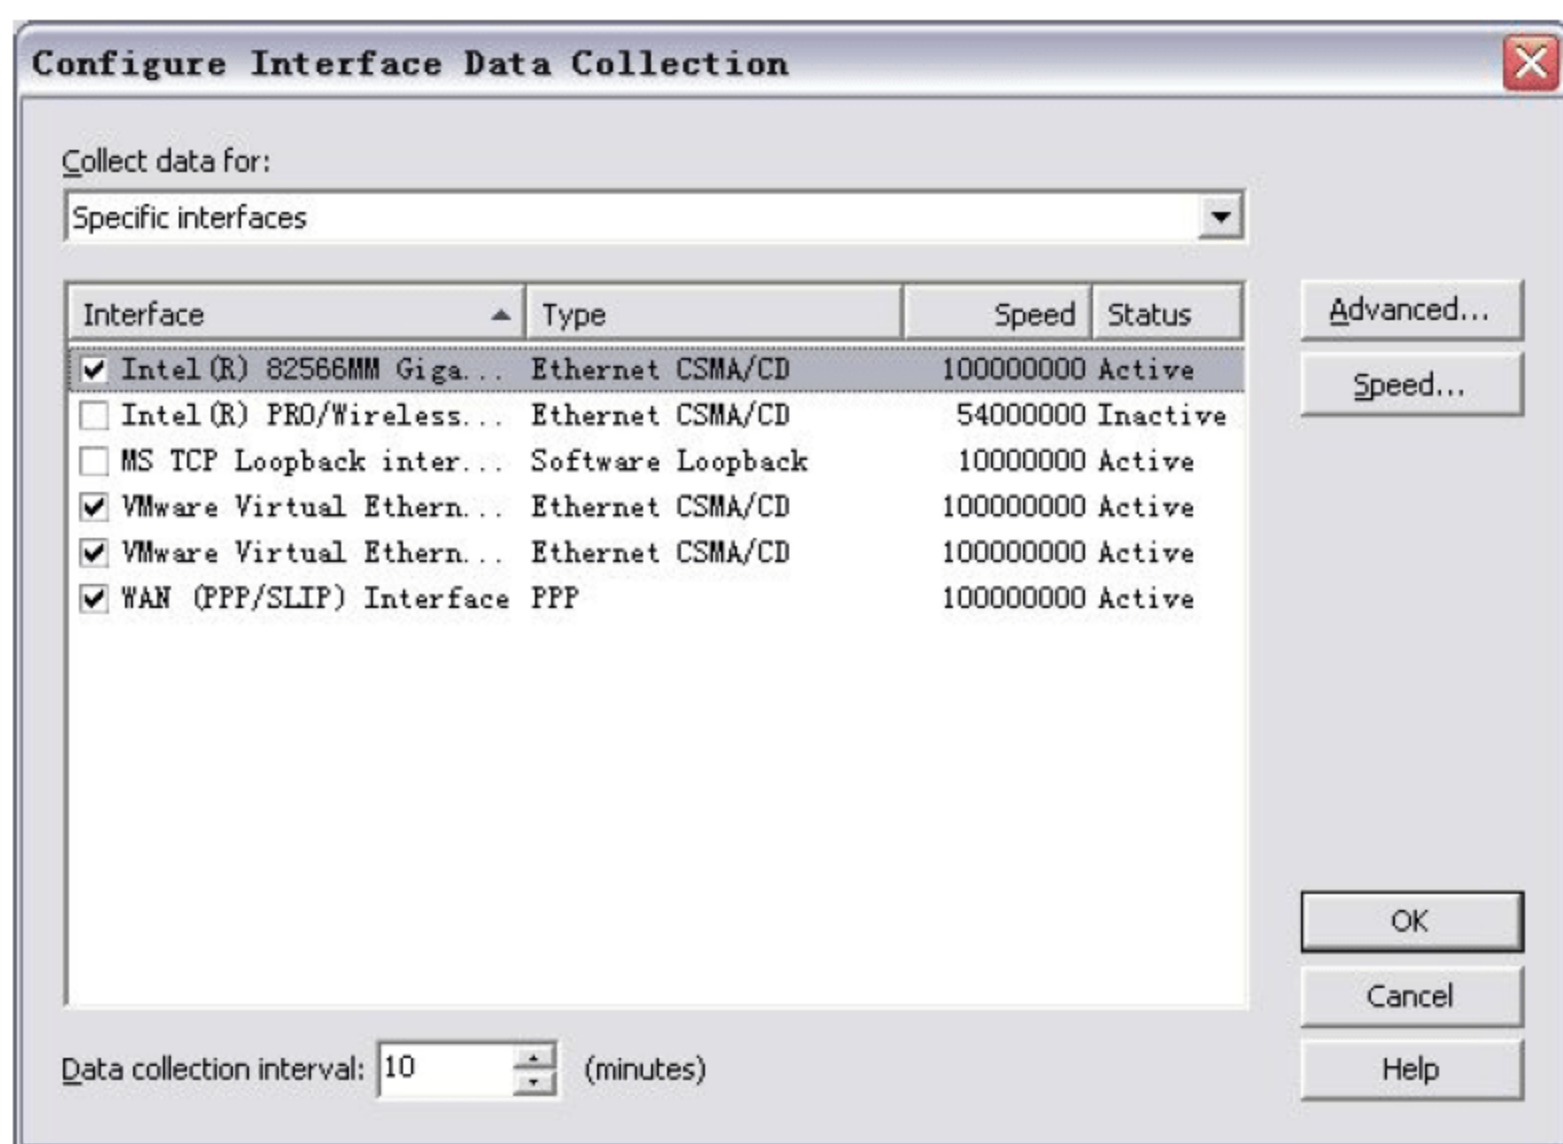 Configure Interface Data Collection
Collect data for:
Specific interfaces
Interface Type Speed Status
Intel(R) 82566MM Giga... Ethernet CSMA/CD 100000000 Active
Intel(R) PRO/Wireless... Ethernet CSMA/CD 54000000 Inactive
MS TCP Loopback inter... Software Loopback 10000000 Active
VMware Virtual Ethern... Ethernet CSMA/CD 100000000 Active
VMware Virtual Ethern... Ethernet CSMA/CD 100000000 Active
WAN (PPP/SLIP) Interface PPP 100000000 Active
Advanced...
Speed...
OK
Cancel
Data collection interval: 10 (minutes)
Help